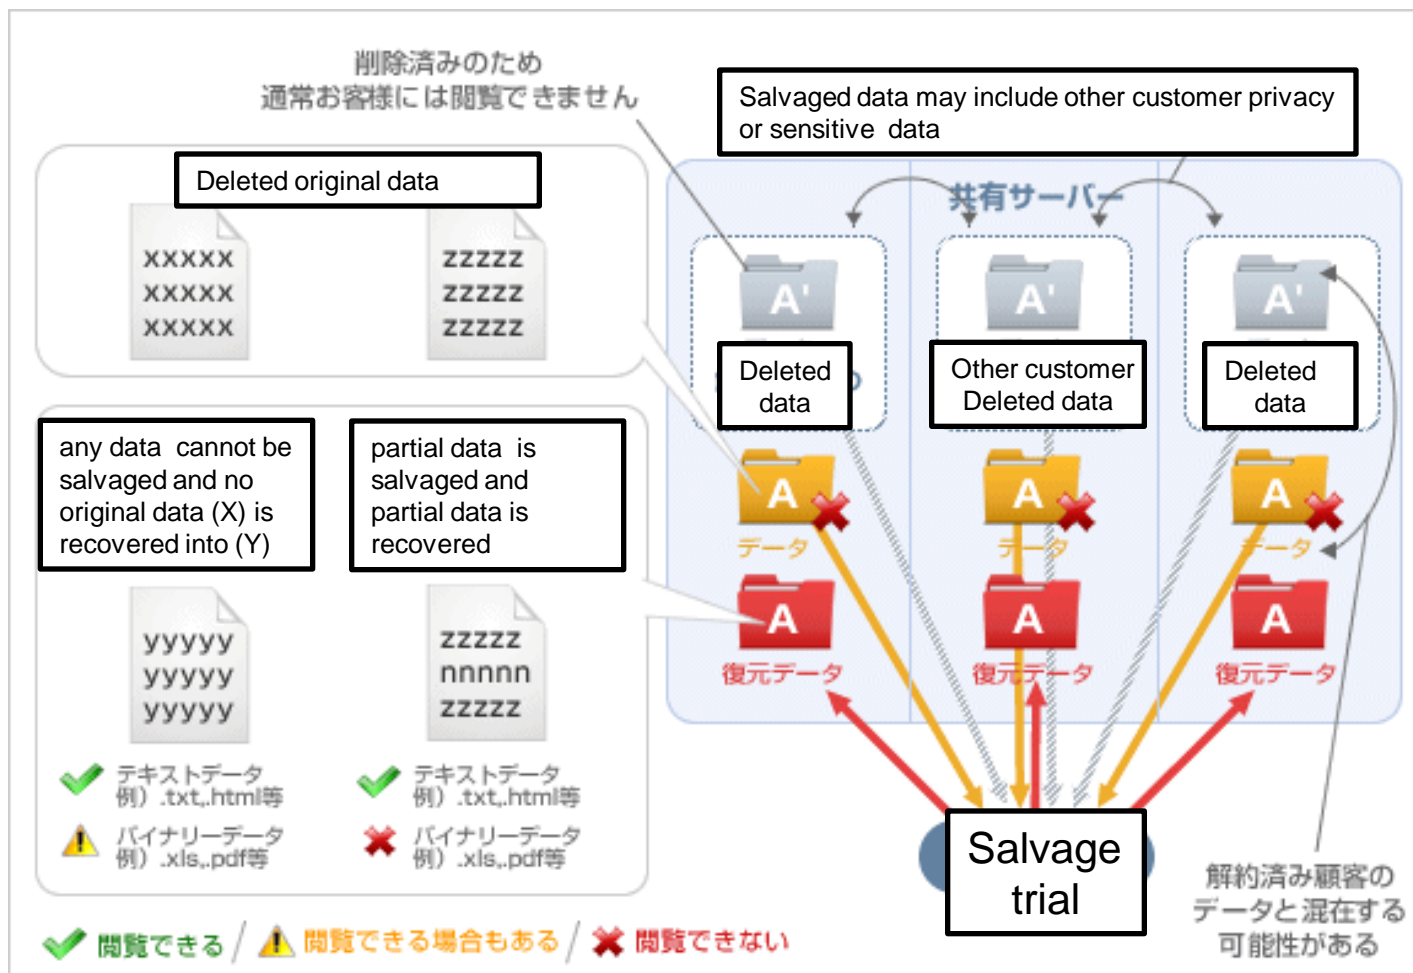 削除済みのため
通常お客様には閲覧できません
Salvaged data may include other customer privacy
or sensitive data
Deleted original data
xxxxx
xxxxx
xxxxx
zzzzz
zzzzz
zzzzz
共有サーバー
A'
A'
A'
Deleted
data
Other customer
Deleted data
Deleted
data
any data cannot be
salvaged and no
original data (X) is
recovered into (Y)
partial data is
salvaged and
partial data is
recovered
A
データ
A
データ
A
データ
A
復元データ
A
復元データ
A
復元データ
yyyyy
yyyyy
yyyyy
zzzzz
nnnnn
zzzzz
テキストデータ
例）.txt,.html等
バイナリーデータ
例）.xls,.pdf等
テキストデータ
例）.txt,.html等
バイナリーデータ
例）.xls,.pdf等
Salvage
trial
解約済み顧客の
データと混在する
可能性がある
閲覧できる / 閲覧できる場合もある / 閲覧できない